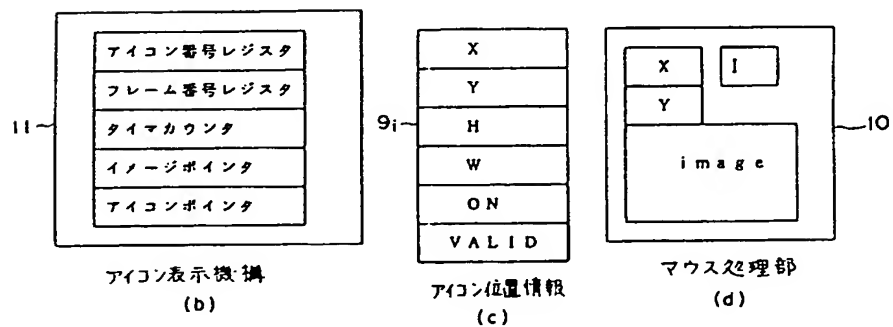 11
アイコン番号レジスタ
フレーム番号レジスタ
タイマカウンタ
イメージポインタ
アイコンポインタ
アイコン表示機構
(b)
9i
X
Y
H
W
ON
VALID
アイコン位置情報
(c)
X
I
Y
image
10
マウス処理部
(d)